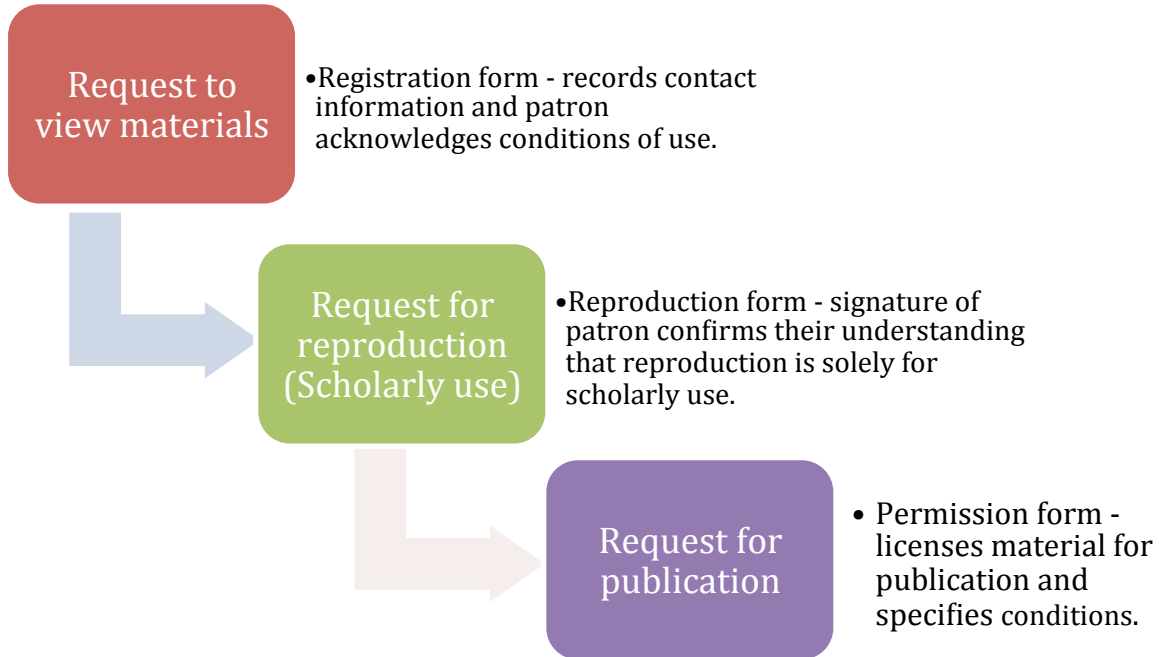 Request to
view materials
•Registration form - records contact
information and patron
acknowledges conditions of use.
Request for
reproduction
(Scholarly use)
•Reproduction form - signature of
patron confirms their understanding
that reproduction is solely for
scholarly use.
Request for
publication
• Permission form -
licenses material for
publication and
specifies conditions.